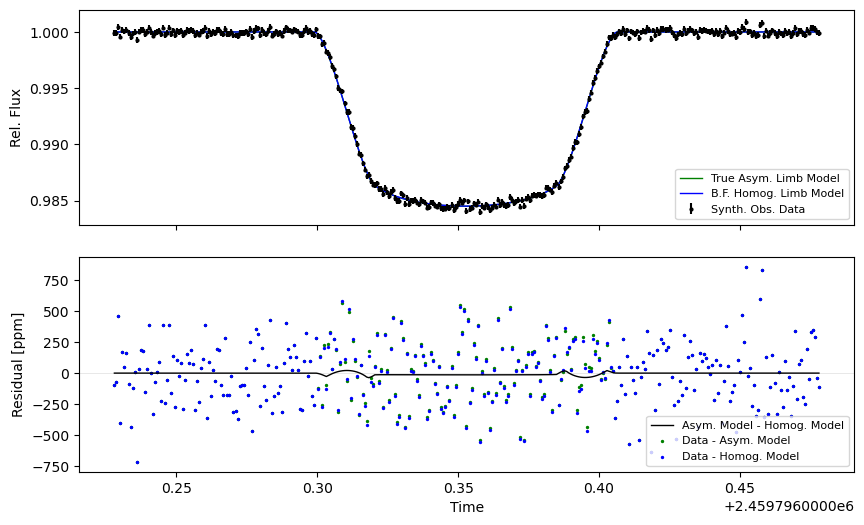 1.000
0.995
0.990
0.985
Rel. Flux
True Asym. Limb Model
B.F. Homog. Limb Model
Synth. Obs. Data
750
500
250
0
−250
−500
−750
Residual [ppm]
Asym. Model - Homog. Model
Data - Asym. Model
Data - Homog. Model
0.25 0.30 0.35 0.40 0.45
Time
+2.4597960000e6